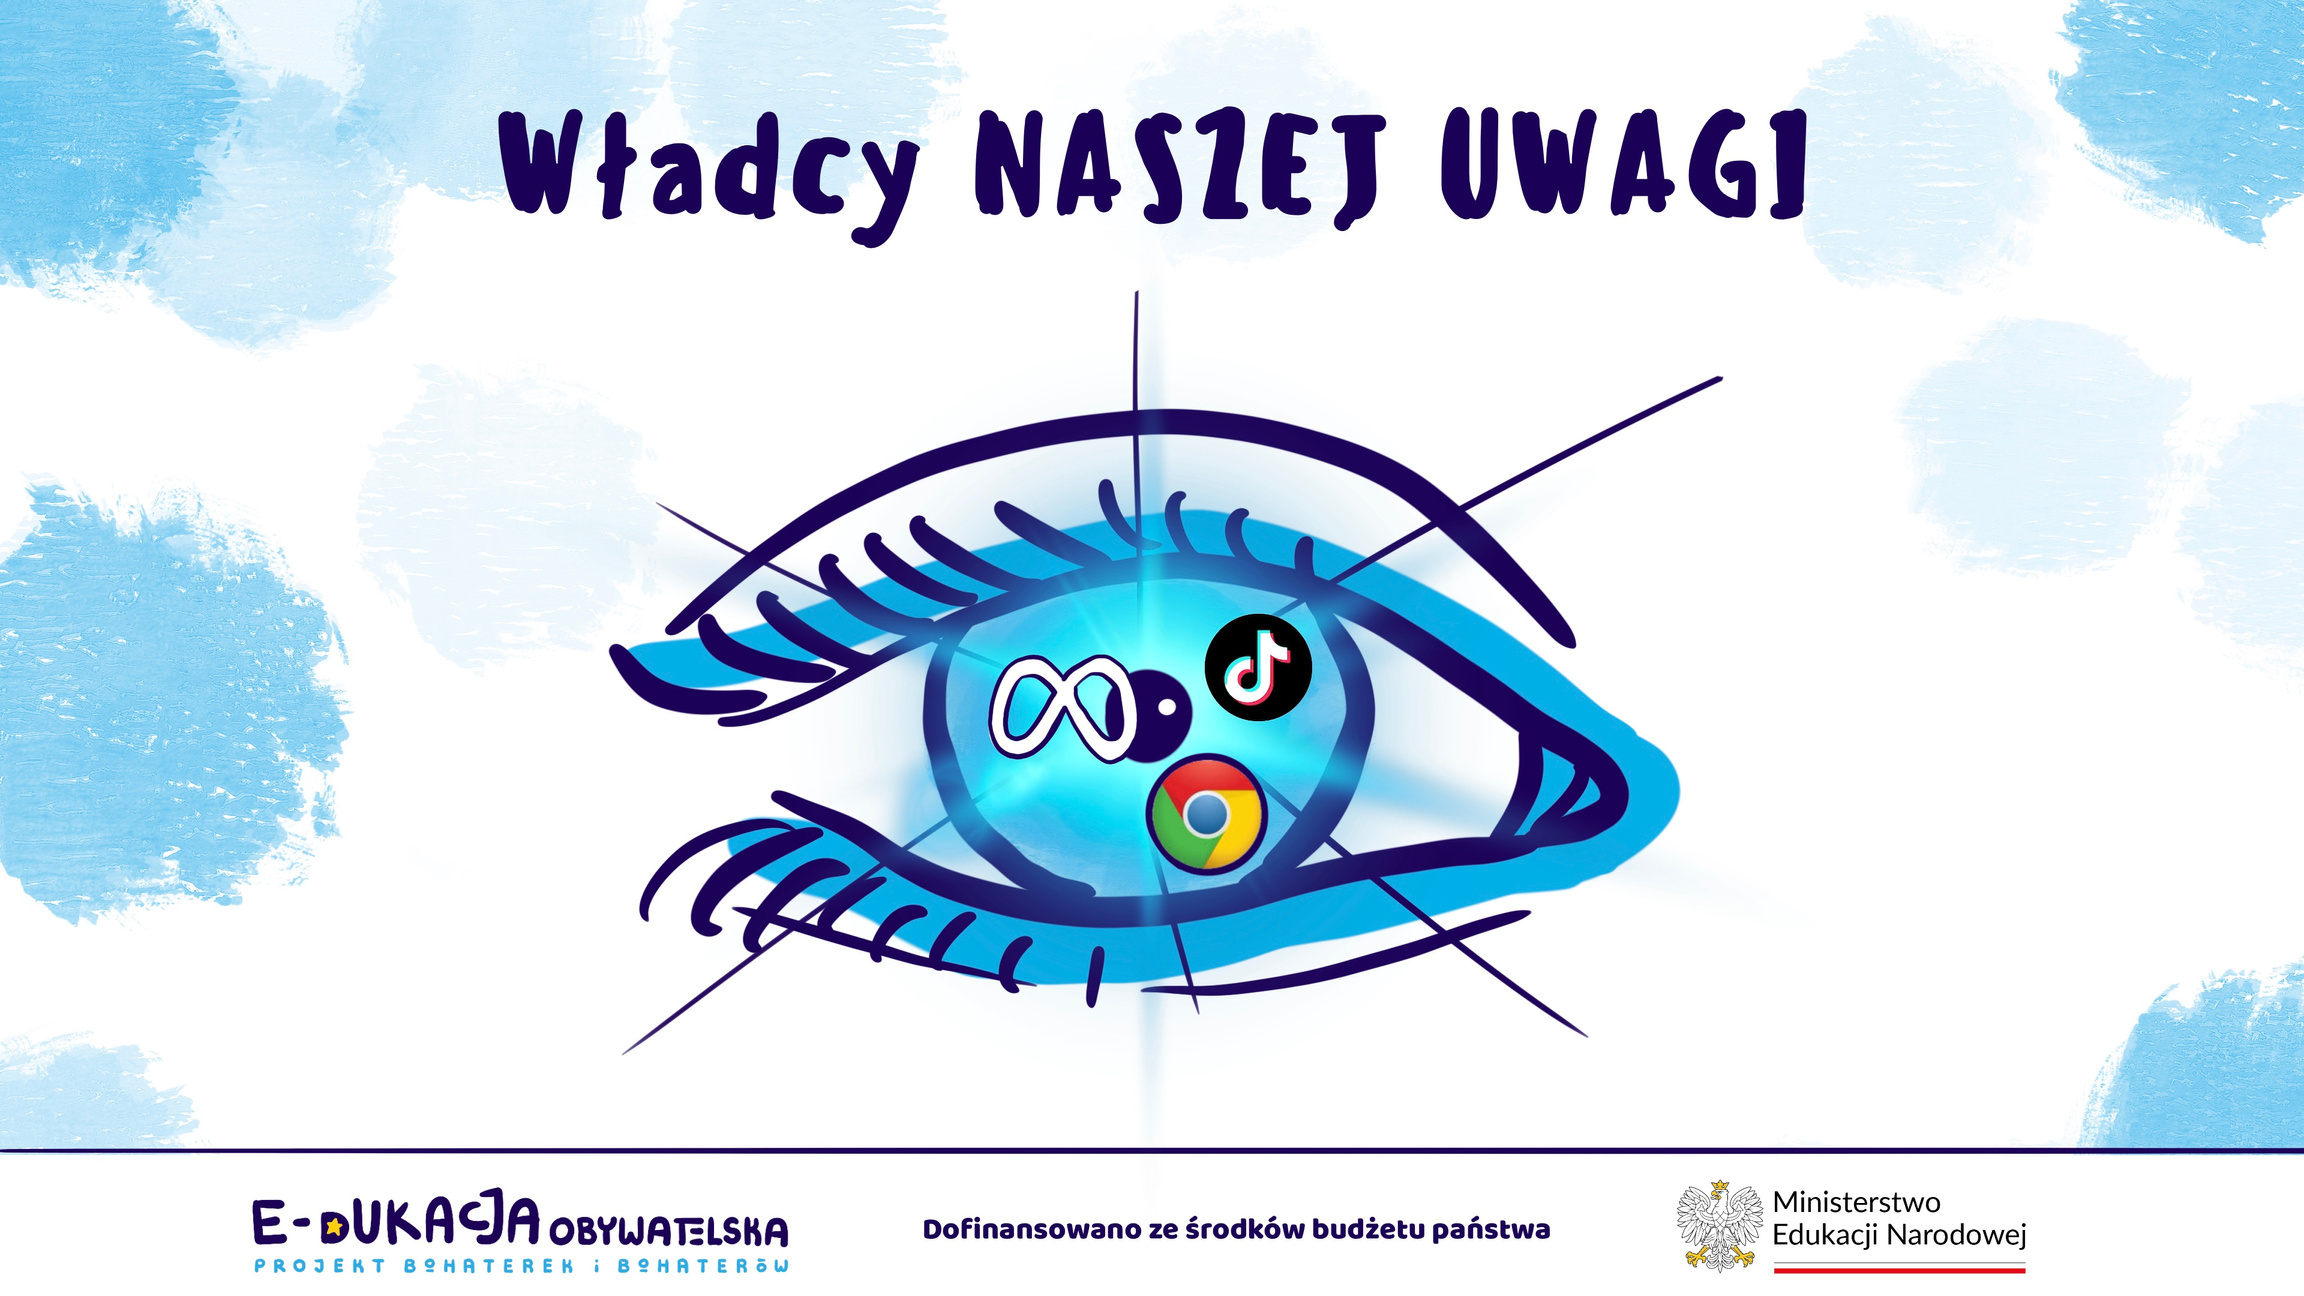 Władcy NASZEJ UWAGI
E-DUKACJA OBYWATELSKA
PROJEKT BOHATEREK i BOHATERÓW
Dofinansowano ze środków budżetu państwa
Ministerstwo
Edukacji Narodowej